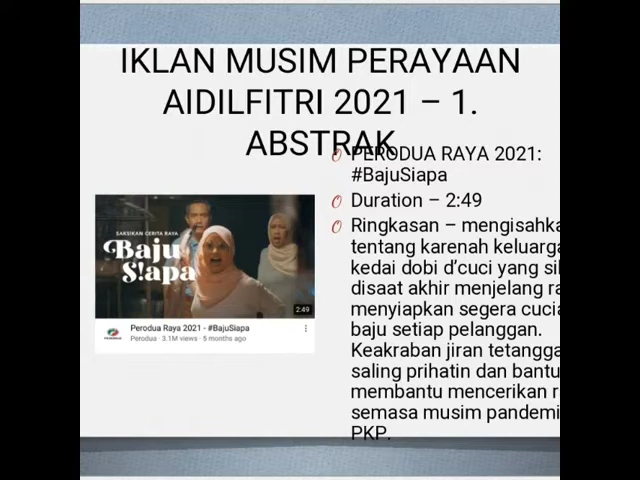 IKLAN MUSIM PERAYAAN
AIDILFITRI 2021 – 1.
ABSTRAK
PERODUA RAYA 2021:
#BajuSiapa
Duration – 2:49
Ringkasan – mengisahka
tentang karenah keluarga
kedai dobi d’cuci yang si
disaat akhir menjelang ra
menyiapkan segera cucia
baju setiap pelanggan.
Keakraban jiran tetangga
saling prihatin dan bantu
membantu mencerikan r
semasa musim pandemi
PKP.
SAKSIKAN CERITA RAYA
Baju
S!apa
2:49
Perodua Raya 2021 - #BajuSiapa
Perodua · 3.1M views · 5 months ago